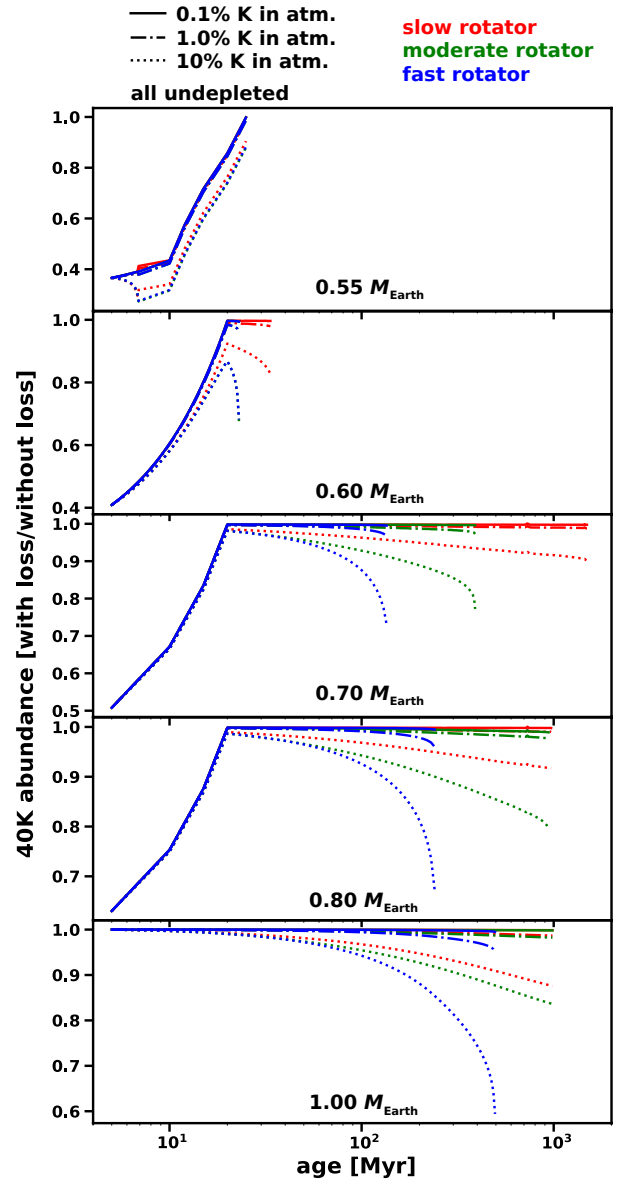 0.1% K in atm.
1.0% K in atm.
10% K in atm.
all undepleted
slow rotator
moderate rotator
fast rotator
40K abundance [with loss/without loss]
1.0
0.8
0.6
0.4
0.55 M_Earth
1.0
0.8
0.6
0.4
0.60 M_Earth
1.0
0.9
0.8
0.7
0.6
0.5
0.70 M_Earth
1.0
0.9
0.8
0.7
0.80 M_Earth
1.0
0.9
0.8
0.7
0.6
1.00 M_Earth
10^1 10^2 10^3
age [Myr]